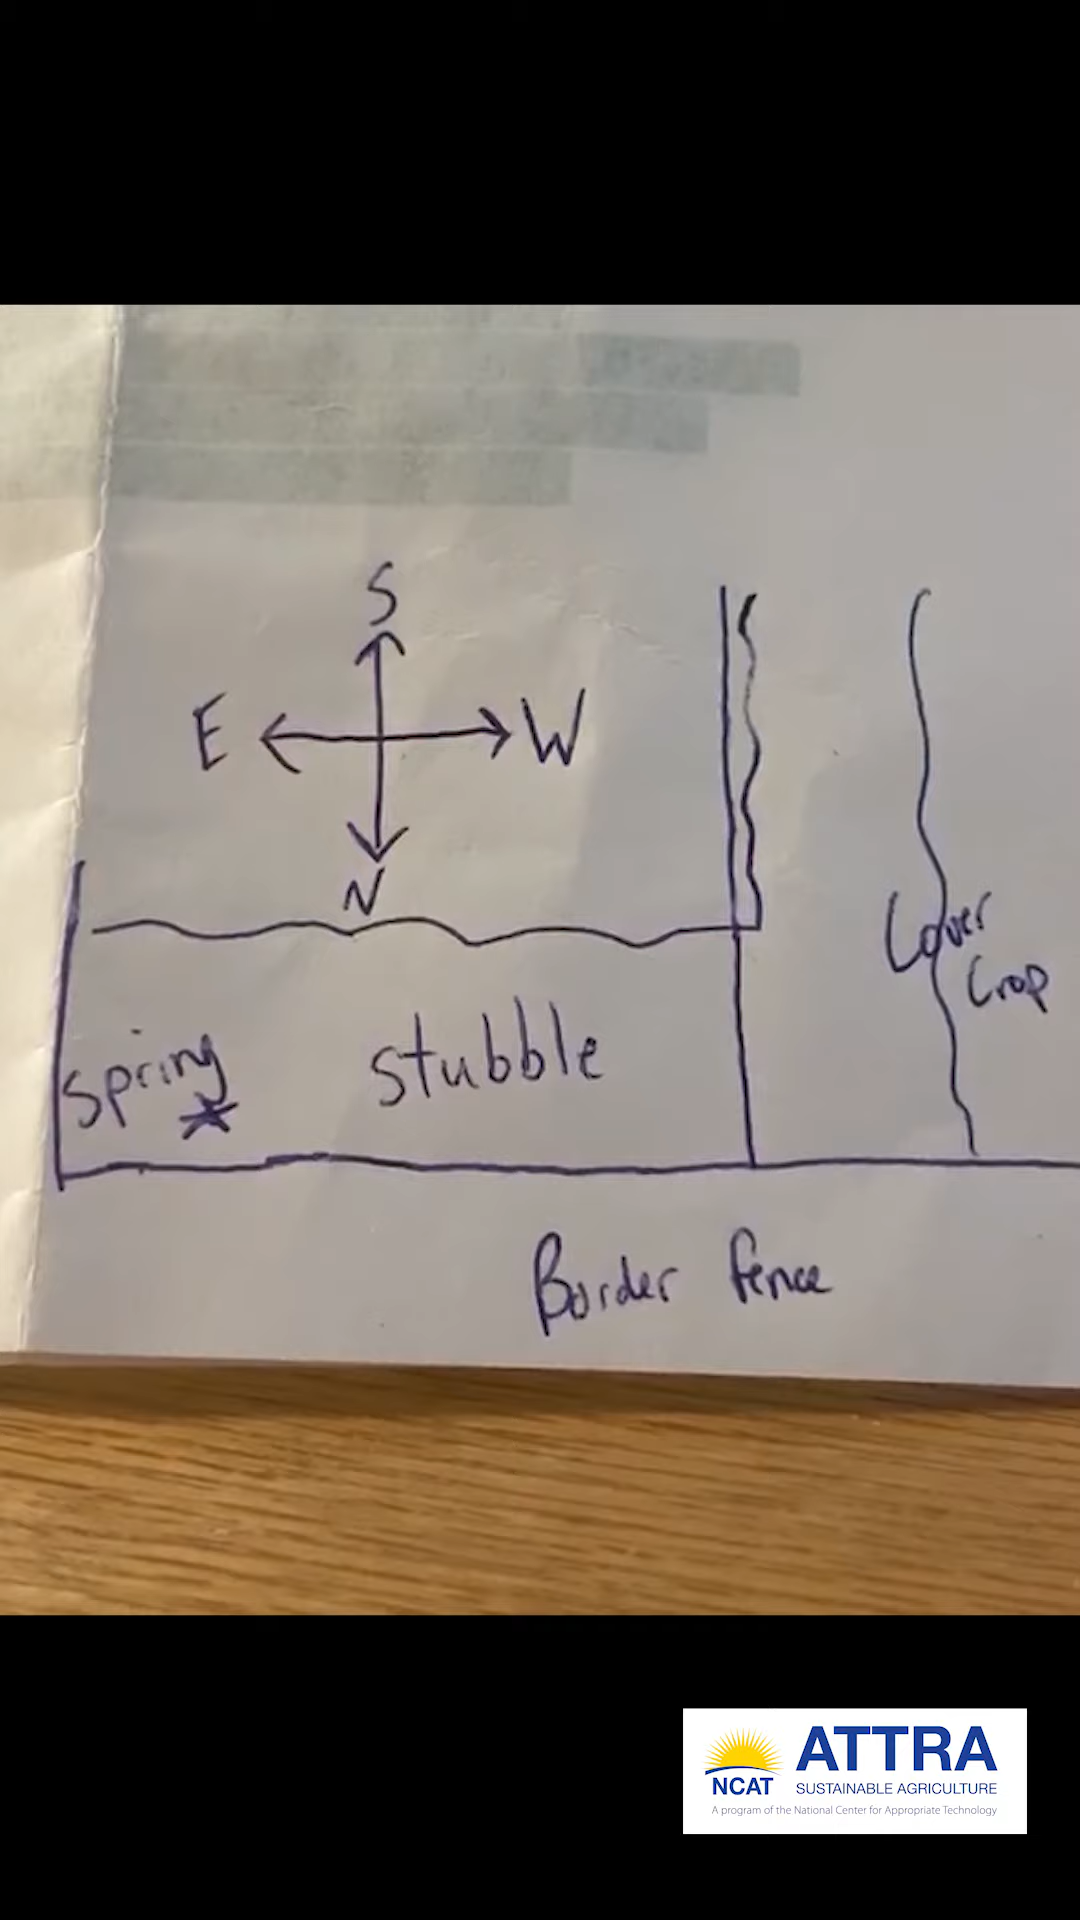 S
E W
N
Cover
Crop
spring
stubble
Border fence
NCAT
ATTRA
SUSTAINABLE AGRICULTURE
A program of the National Center for Appropriate Technology